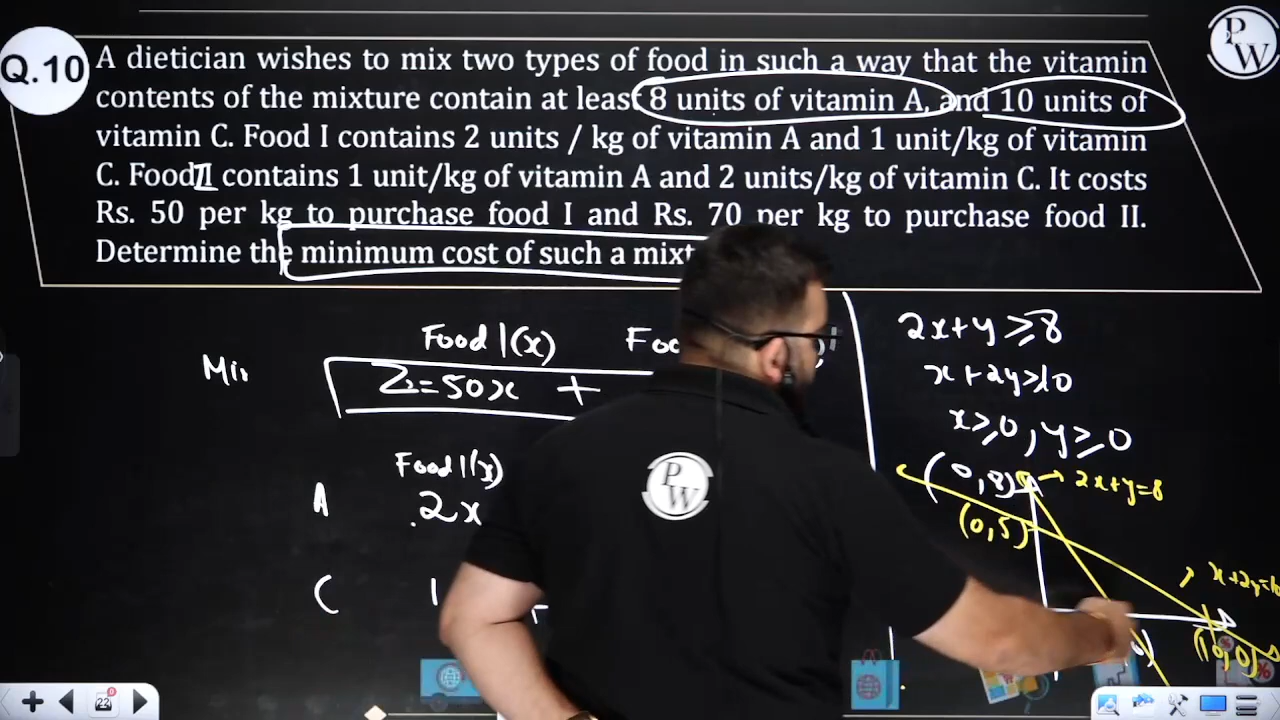 Q.10
A dietician wishes to mix two types of food in such a way that the vitamin
contents of the mixture contain at least 8 units of vitamin A, and 10 units of
vitamin C. Food I contains 2 units / kg of vitamin A and 1 unit/kg of vitamin
C. Food II contains 1 unit/kg of vitamin A and 2 units/kg of vitamin C. It costs
Rs. 50 per kg to purchase food I and Rs. 70 per kg to purchase food II.
Determine the minimum cost of such a
PW
Food I(x)
Z=50x +
Food I(x)
A 2x
C 1
2x+y≥8
x+2y≥10
x≥0, y≥0
(0,8) 2x+y=8
(0,5)
(10,0)
PW
22